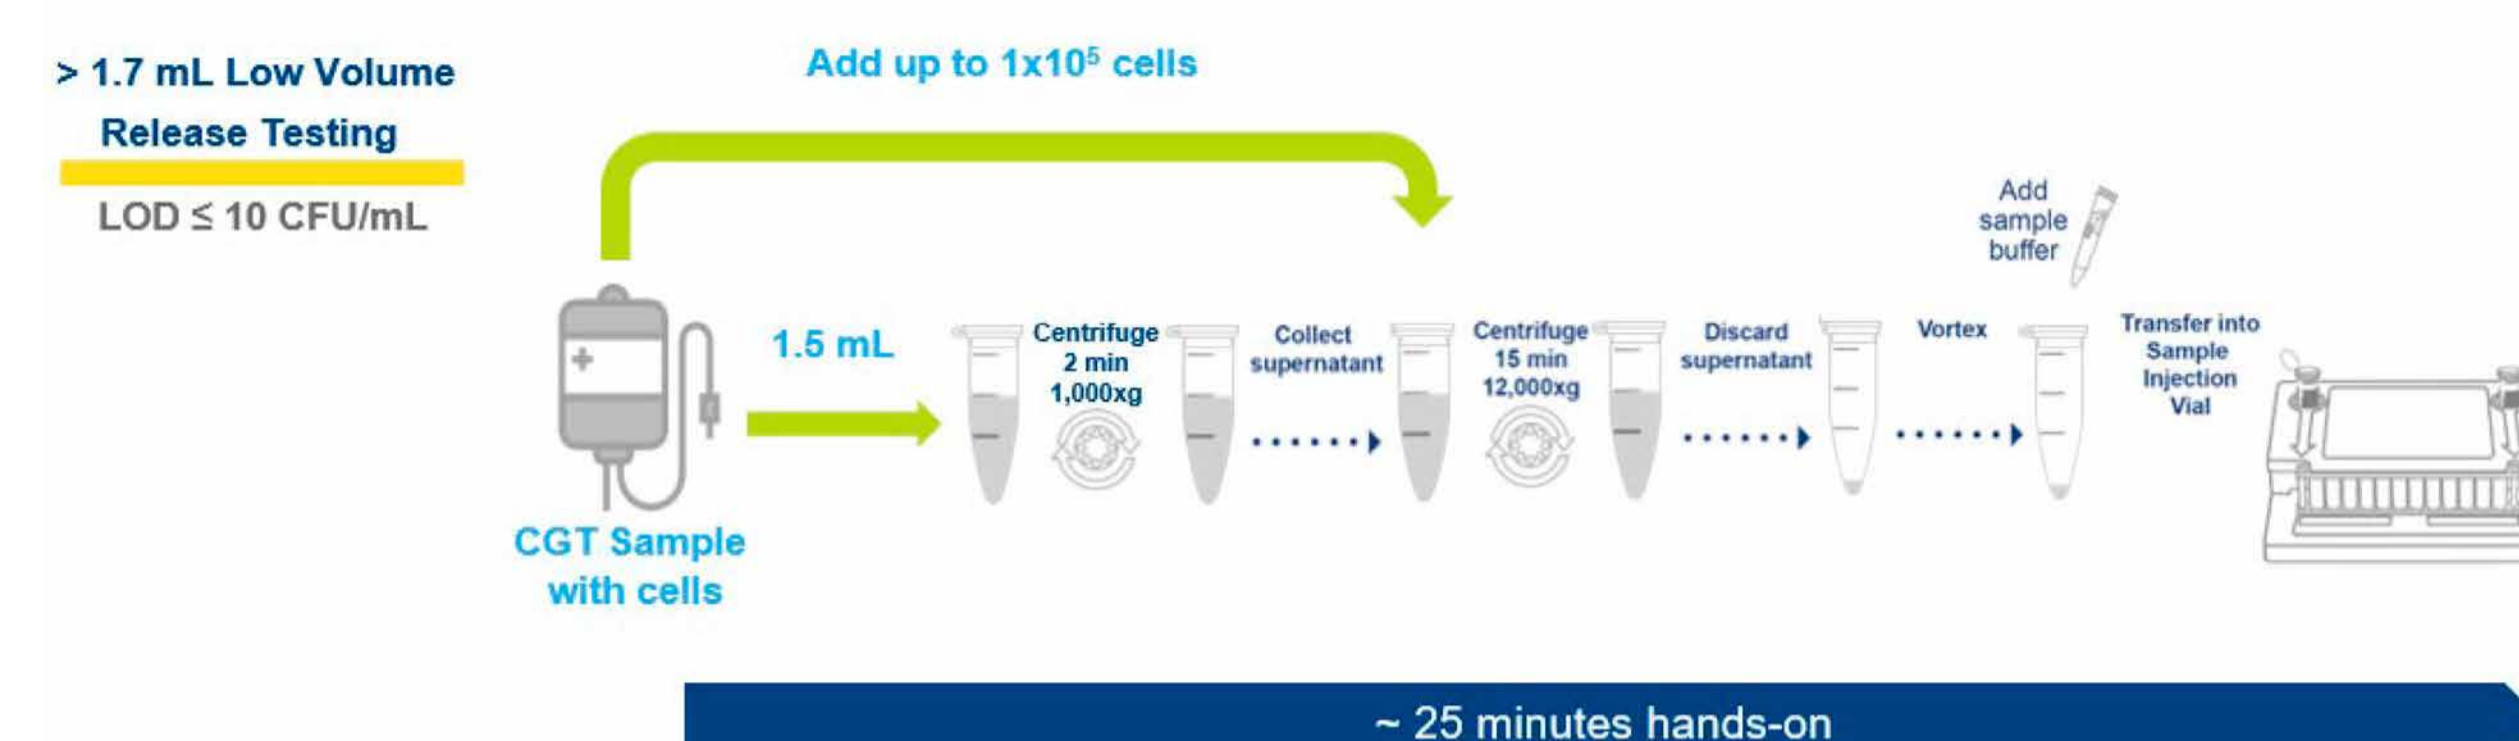 > 1.7 mL Low Volume
Release Testing
LOD ≤ 10 CFU/mL
Add up to 1x10⁵ cells
CGT Sample
with cells
1.5 mL
Centrifuge
2 min
1,000xg
Collect
supernatant
Centrifuge
15 min
12,000xg
Discard
supernatant
Vortex
Add
sample
buffer
Transfer into
Sample
Injection
Vial
~ 25 minutes hands-on